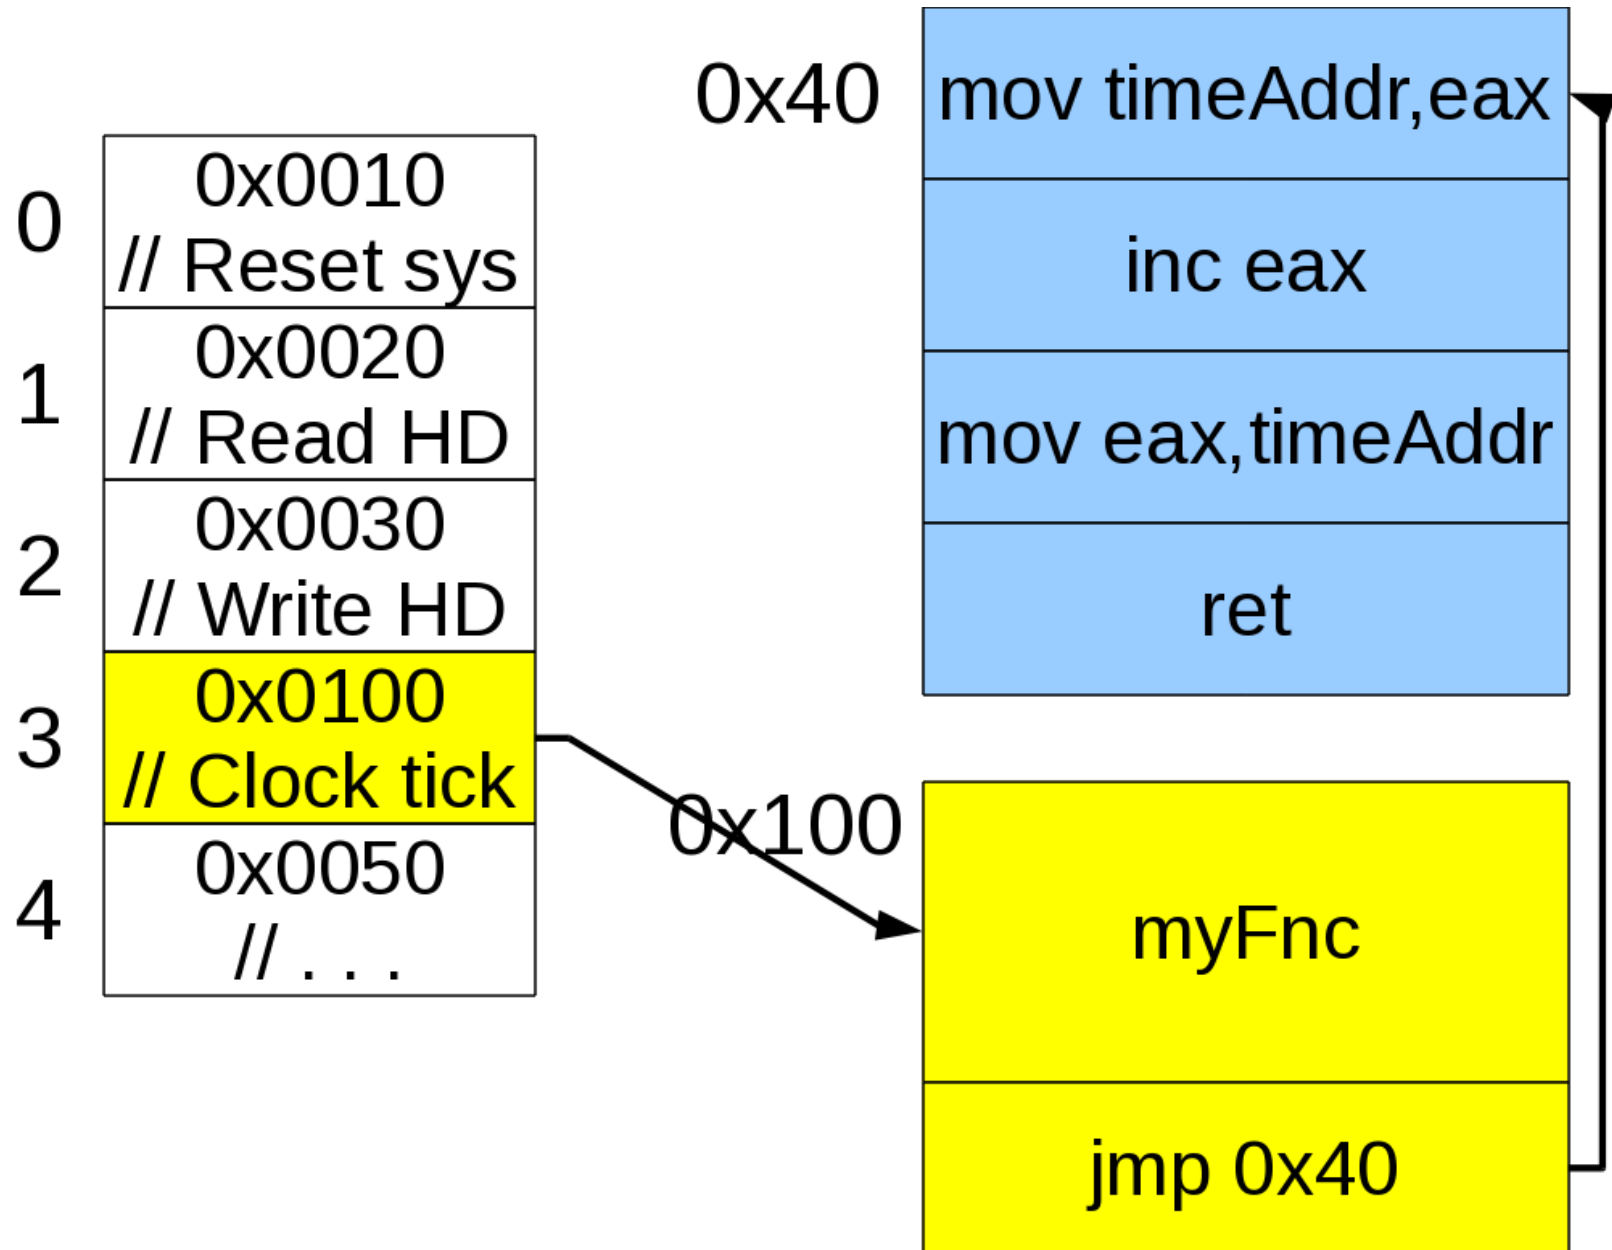 0
0x0010
// Reset sys
1
0x0020
// Read HD
2
0x0030
// Write HD
3
0x0100
// Clock tick
4
0x0050
// . . .
0x40
mov timeAddr,eax
inc eax
mov eax,timeAddr
ret
0x100
myFnc
jmp 0x40